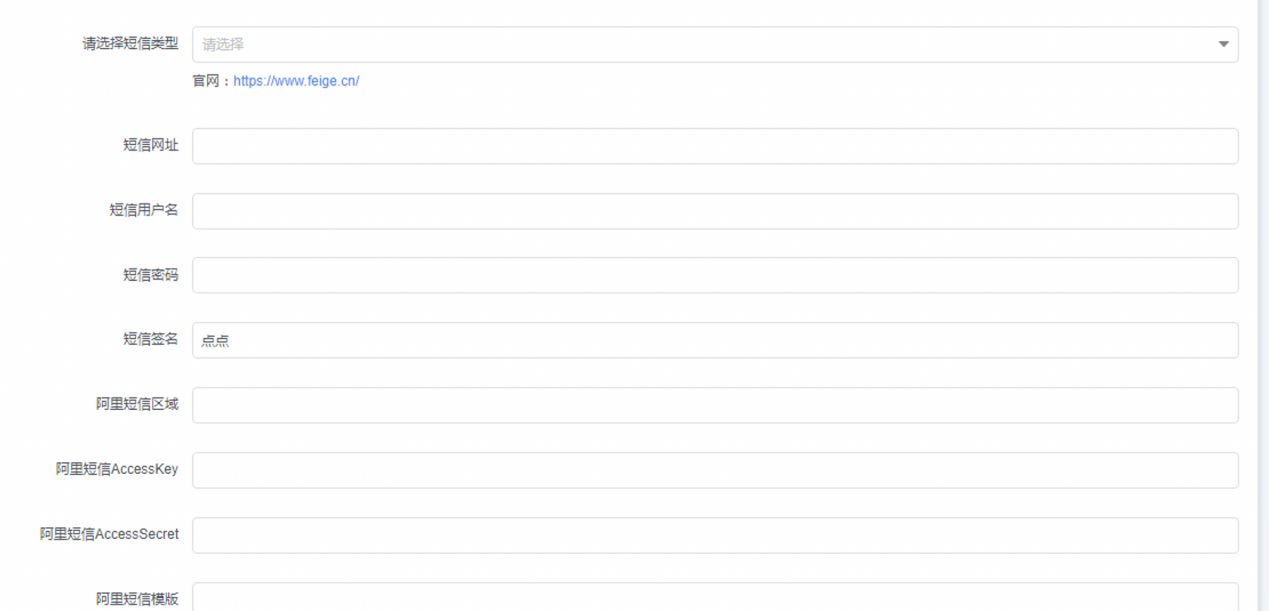 请选择短信类型 请选择
官网：https://www.feige.cn/
短信网址
短信用户名
短信密码
短信签名 点点
阿里短信区域
阿里短信AccessKey
阿里短信AccessSecret
阿里短信模版